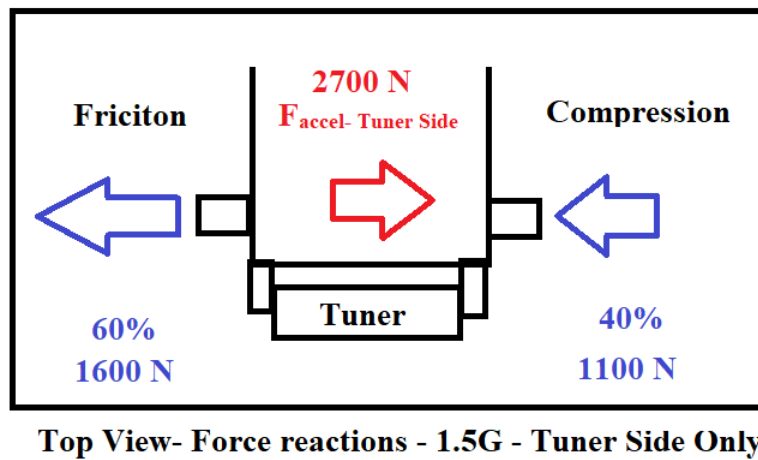 2700 N
Friciton
F accel- Tuner Side
Compression
Tuner
60%
1600 N
40%
1100 N
Top View- Force reactions - 1.5G - Tuner Side Only